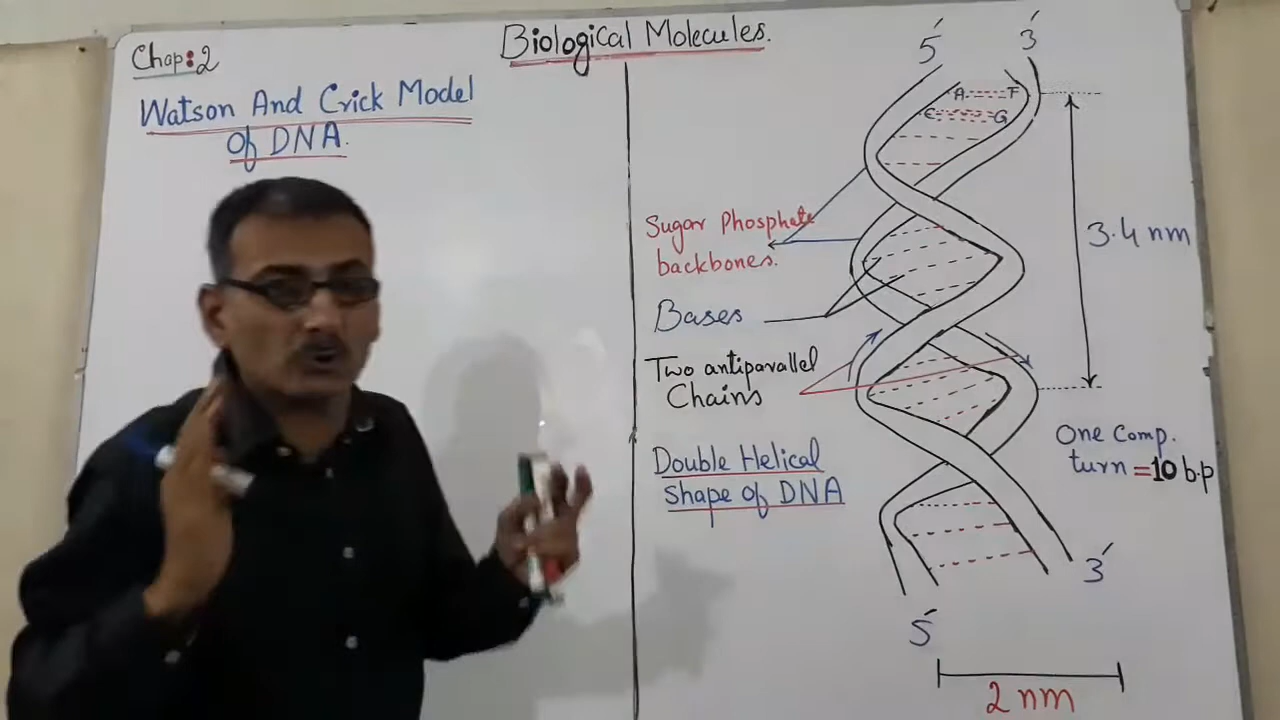 Chap:2
Biological Molecules.
Watson And Crick Model
Of DNA.
5´
3´
A
T
C
G
Sugar Phosphate
backbones.
3.4 nm
Bases
Two antiparallel
Chains
One Comp.
turn = 10 b.p
Double Helical
Shape of DNA
3´
5´
2 nm